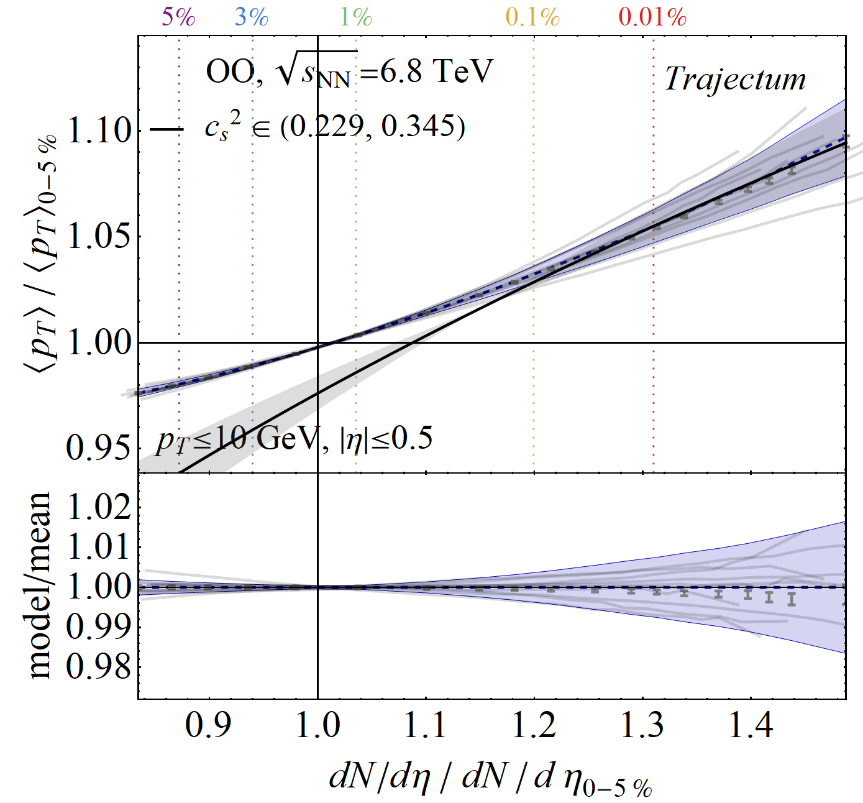 5% 3% 1% 0.1% 0.01%
OO, √sNN=6.8 TeV
Trajectum
cs² ∈ (0.229, 0.345)
1.10
1.05
1.00
0.95
⟨pT⟩ / ⟨pT⟩0−5 %
pT≤10 GeV, |η|≤0.5
1.02
1.01
1.00
0.99
0.98
model/mean
0.9 1.0 1.1 1.2 1.3 1.4
dN/dη / dN / d η0−5 %